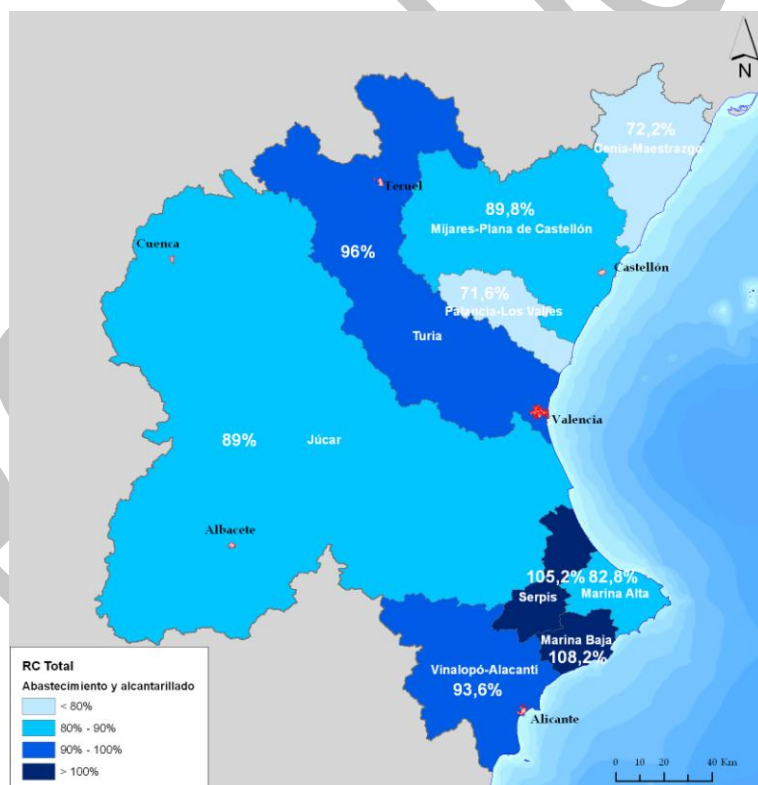 N
72,2%
Cenia-Maestrazgo
Teruel
89,8%
Mijares-Plana de Castellón
Cuenca
96%
Castellón
71,6%
Palancia-Los Valles
Turia
Valencia
89%
Júcar
Albacete
105,2% 82,8%
Serpis Marina Alta
Marina Baja
108,2%
Vinalopó-Alacantí
93,6%
Alicante
RC Total
Abastecimiento y alcantarillado
< 80%
80% - 90%
90% - 100%
> 100%
0 10 20 40 Km